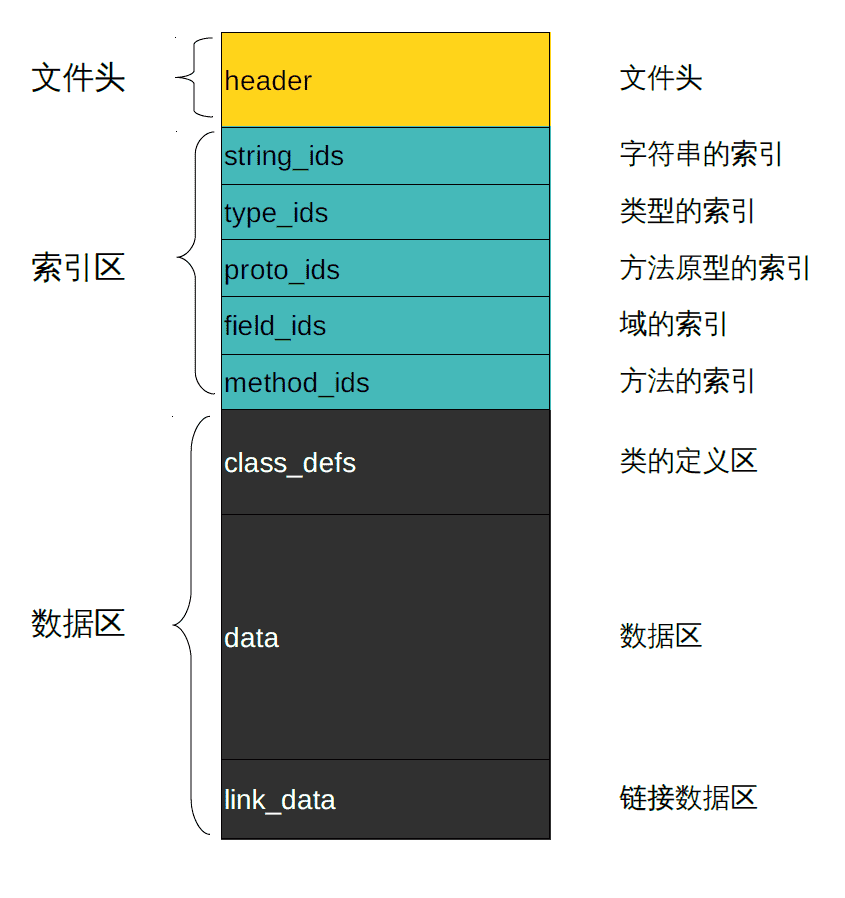 文件头
header
文件头
string_ids
字符串的索引
type_ids
类型的索引
索引区
proto_ids
方法原型的索引
field_ids
域的索引
method_ids
方法的索引
class_defs
类的定义区
数据区
data
数据区
link_data
链接数据区